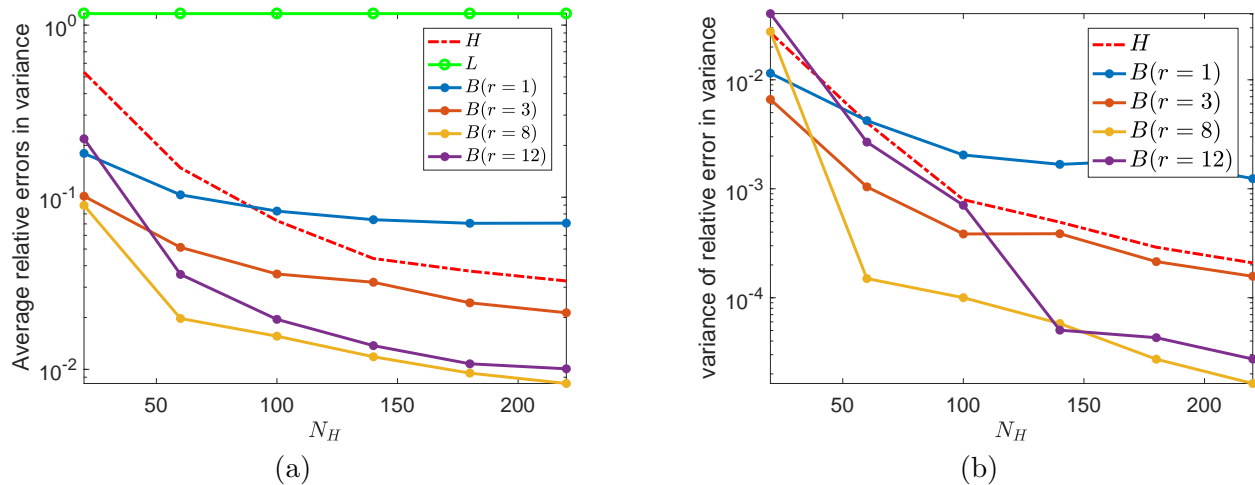 Average relative errors in variance
10^0
10^-1
10^-2
50
100
150
200
N_H
H
L
B(r = 1)
B(r = 3)
B(r = 8)
B(r = 12)
(a)
variance of relative error in variance
10^-2
10^-3
10^-4
50
100
150
200
N_H
H
B(r = 1)
B(r = 3)
B(r = 8)
B(r = 12)
(b)